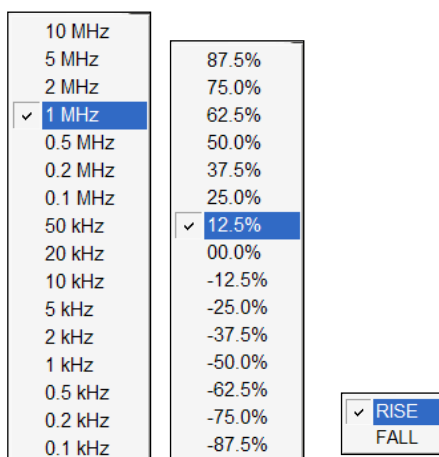 10 MHz
5 MHz
2 MHz
1 MHz
0.5 MHz
0.2 MHz
0.1 MHz
50 kHz
20 kHz
10 kHz
5 kHz
2 kHz
1 kHz
0.5 kHz
0.2 kHz
0.1 kHz
87.5%
75.0%
62.5%
50.0%
37.5%
25.0%
12.5%
00.0%
-12.5%
-25.0%
-37.5%
-50.0%
-62.5%
-75.0%
-87.5%
RISE
FALL